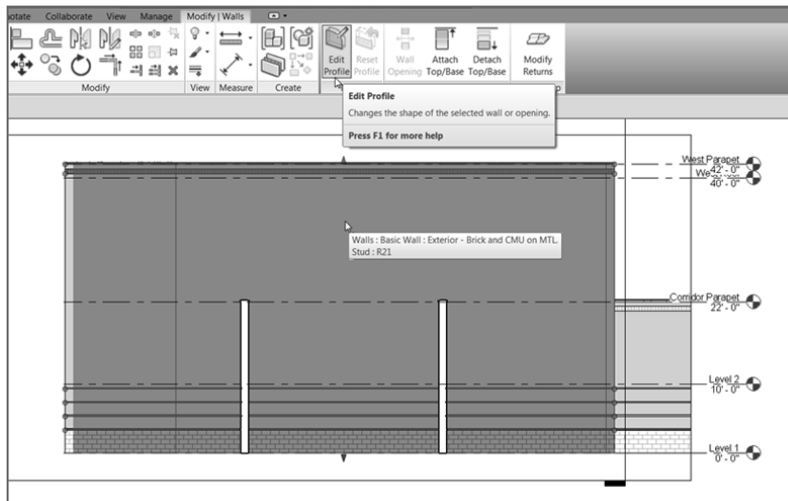 otate Collaborate View Manage Modify | Walls
Edit Profile
Reset Profile
Wall Opening
Attach Top/Base
Detach Top/Base
Modify Returns
Modify View Measure Create
Edit Profile
Changes the shape of the selected wall or opening.
Press F1 for more help
West Parapet
42' - 0"
We
40' - 0"
Walls : Basic Wall : Exterior - Brick and CMU on MTL.
Stud : R21
Corridor Parapet
22' - 0"
Level 2
10' - 0"
Level 1
0' - 0"